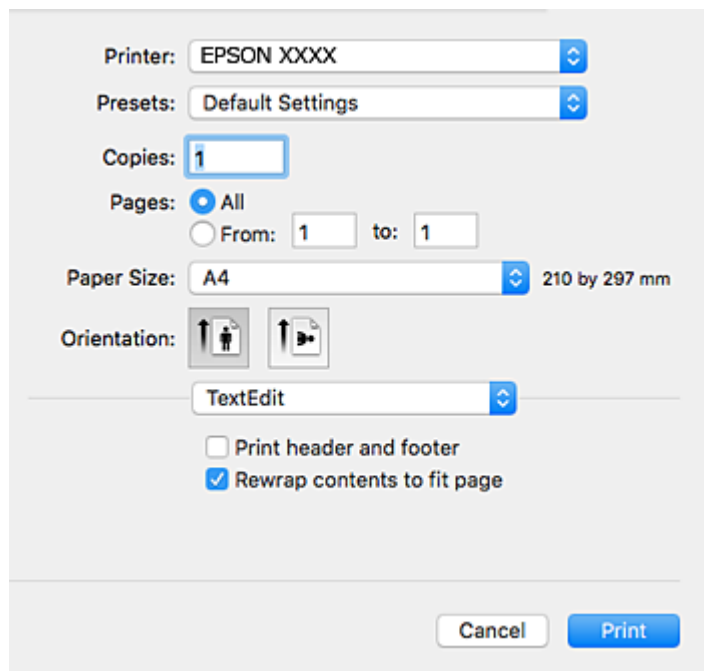 Printer: EPSON XXXX
Presets: Default Settings
Copies: 1
Pages: All
From: 1 to: 1
Paper Size: A4 210 by 297 mm
Orientation:
TextEdit
Print header and footer
Rewrap contents to fit page
Cancel Print